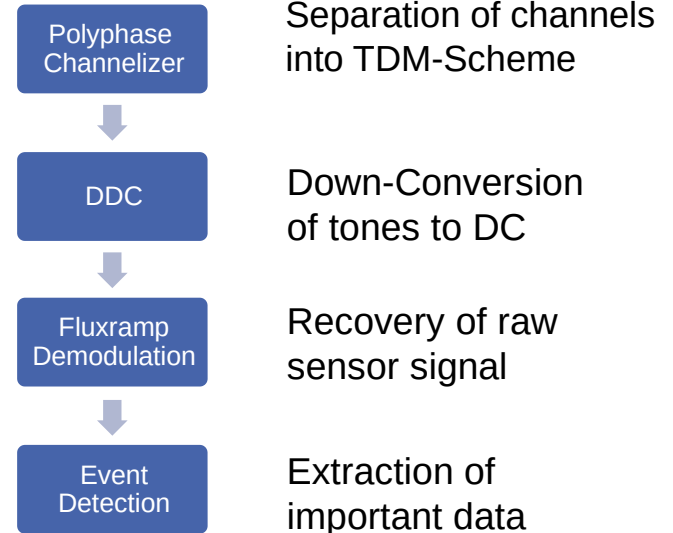 Polyphase
Channelizer
Separation of channels
into TDM-Scheme
DDC
Down-Conversion
of tones to DC
Fluxramp
Demodulation
Recovery of raw
sensor signal
Event
Detection
Extraction of
important data